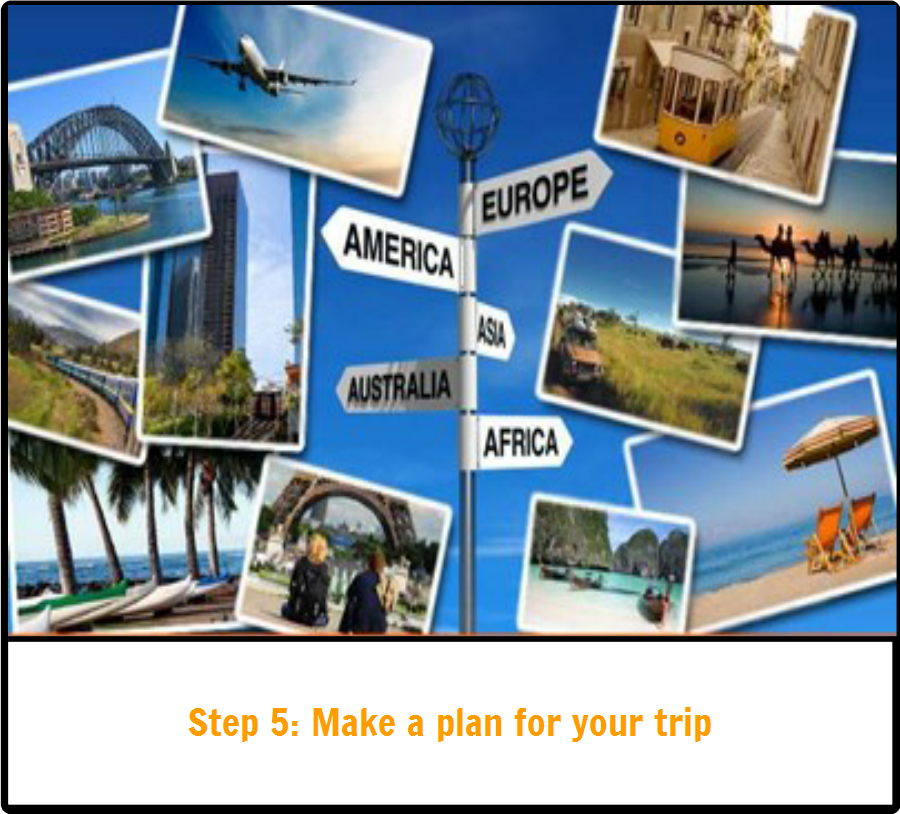 EUROPE
AMERICA
ASIA
AUSTRALIA
AFRICA
Step 5: Make a plan for your trip